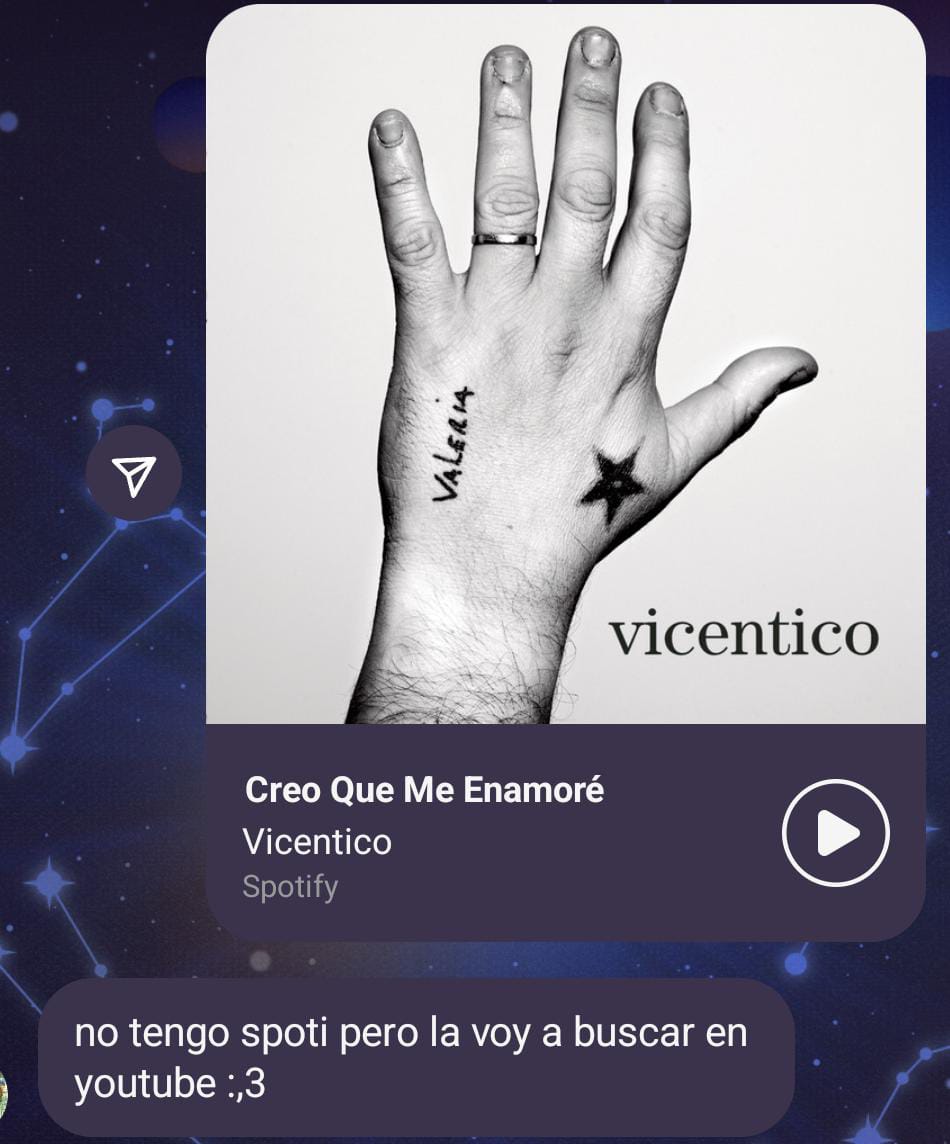 VALERIA
vicentico
Creo Que Me Enamoré
Vicentico
Spotify
no tengo spoti pero la voy a buscar en
youtube :,3